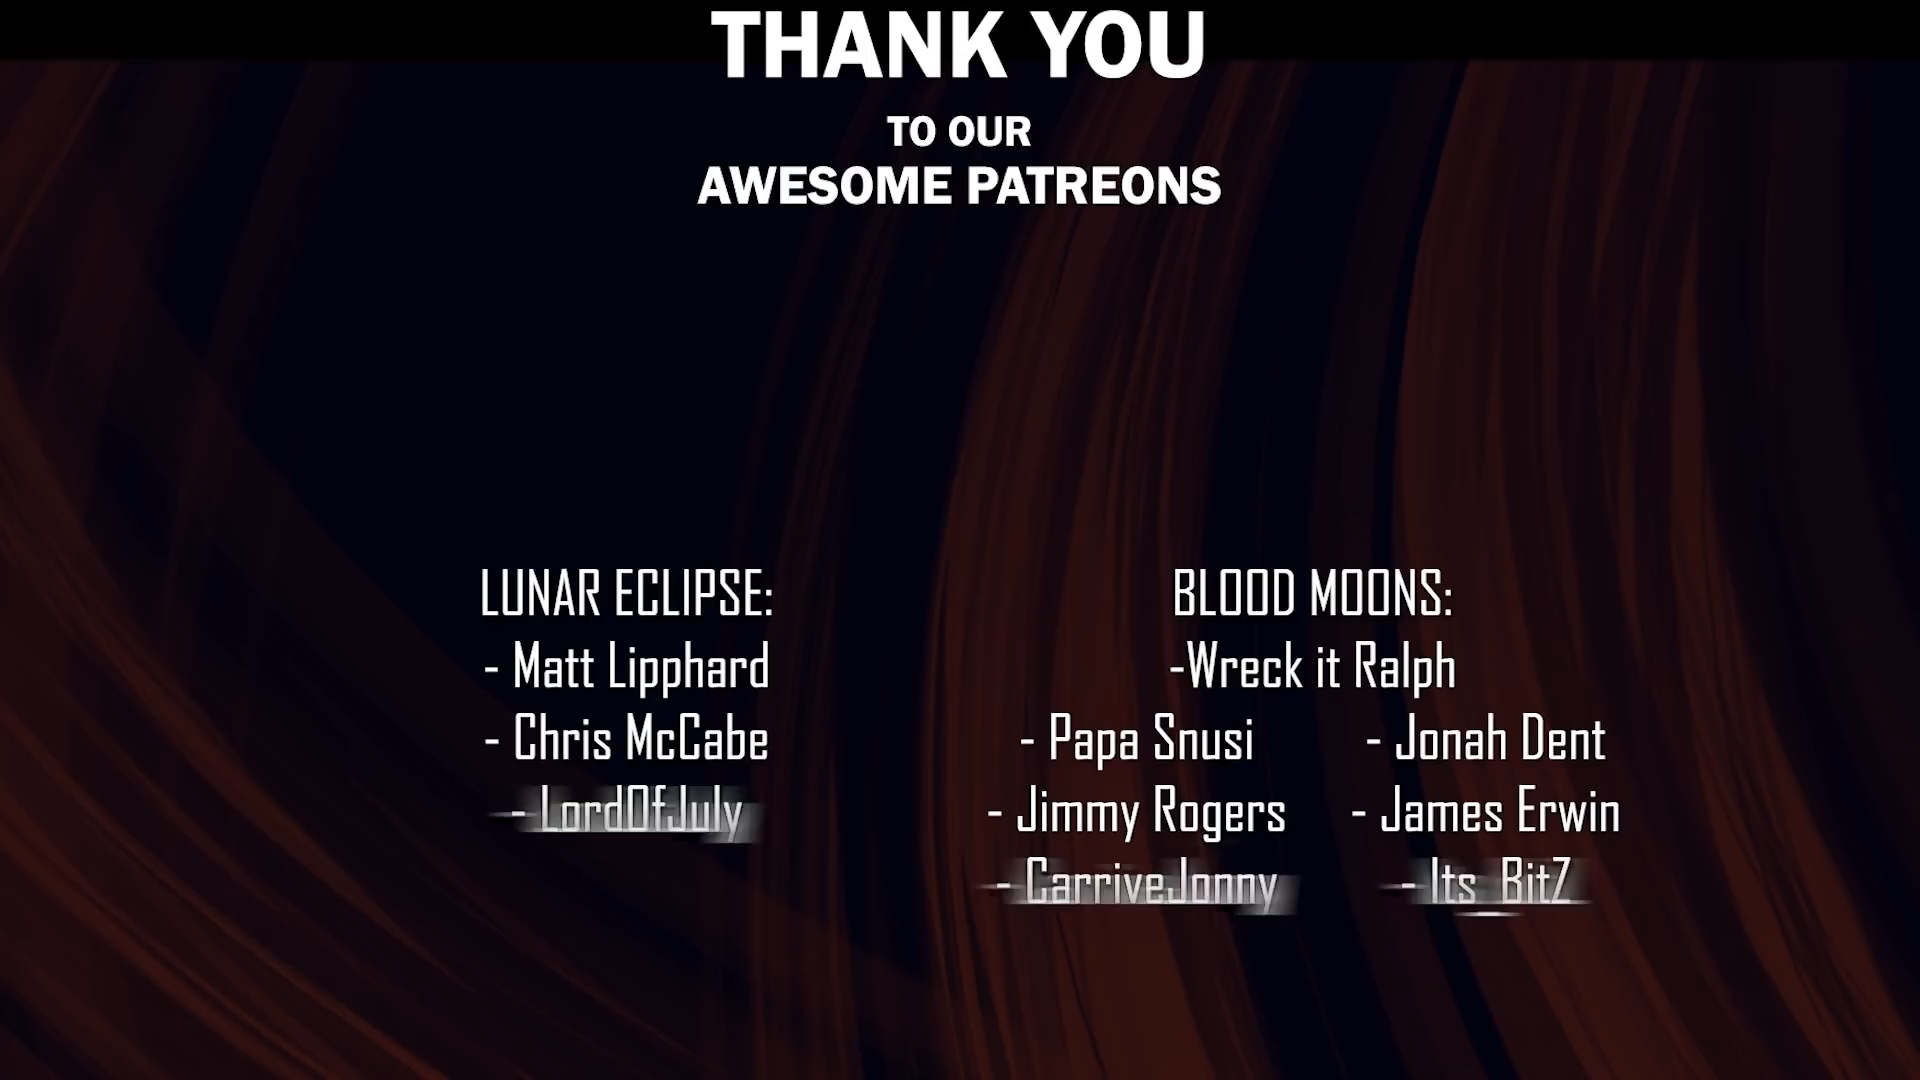 THANK YOU
TO OUR
AWESOME PATREONS
LUNAR ECLIPSE:
- Matt Lipphard
- Chris McCabe
- LordOfJuly
BLOOD MOONS:
-Wreck it Ralph
- Papa Snusi
- Jimmy Rogers
- CarriveJonny
- Jonah Dent
- James Erwin
- Its_BitZ